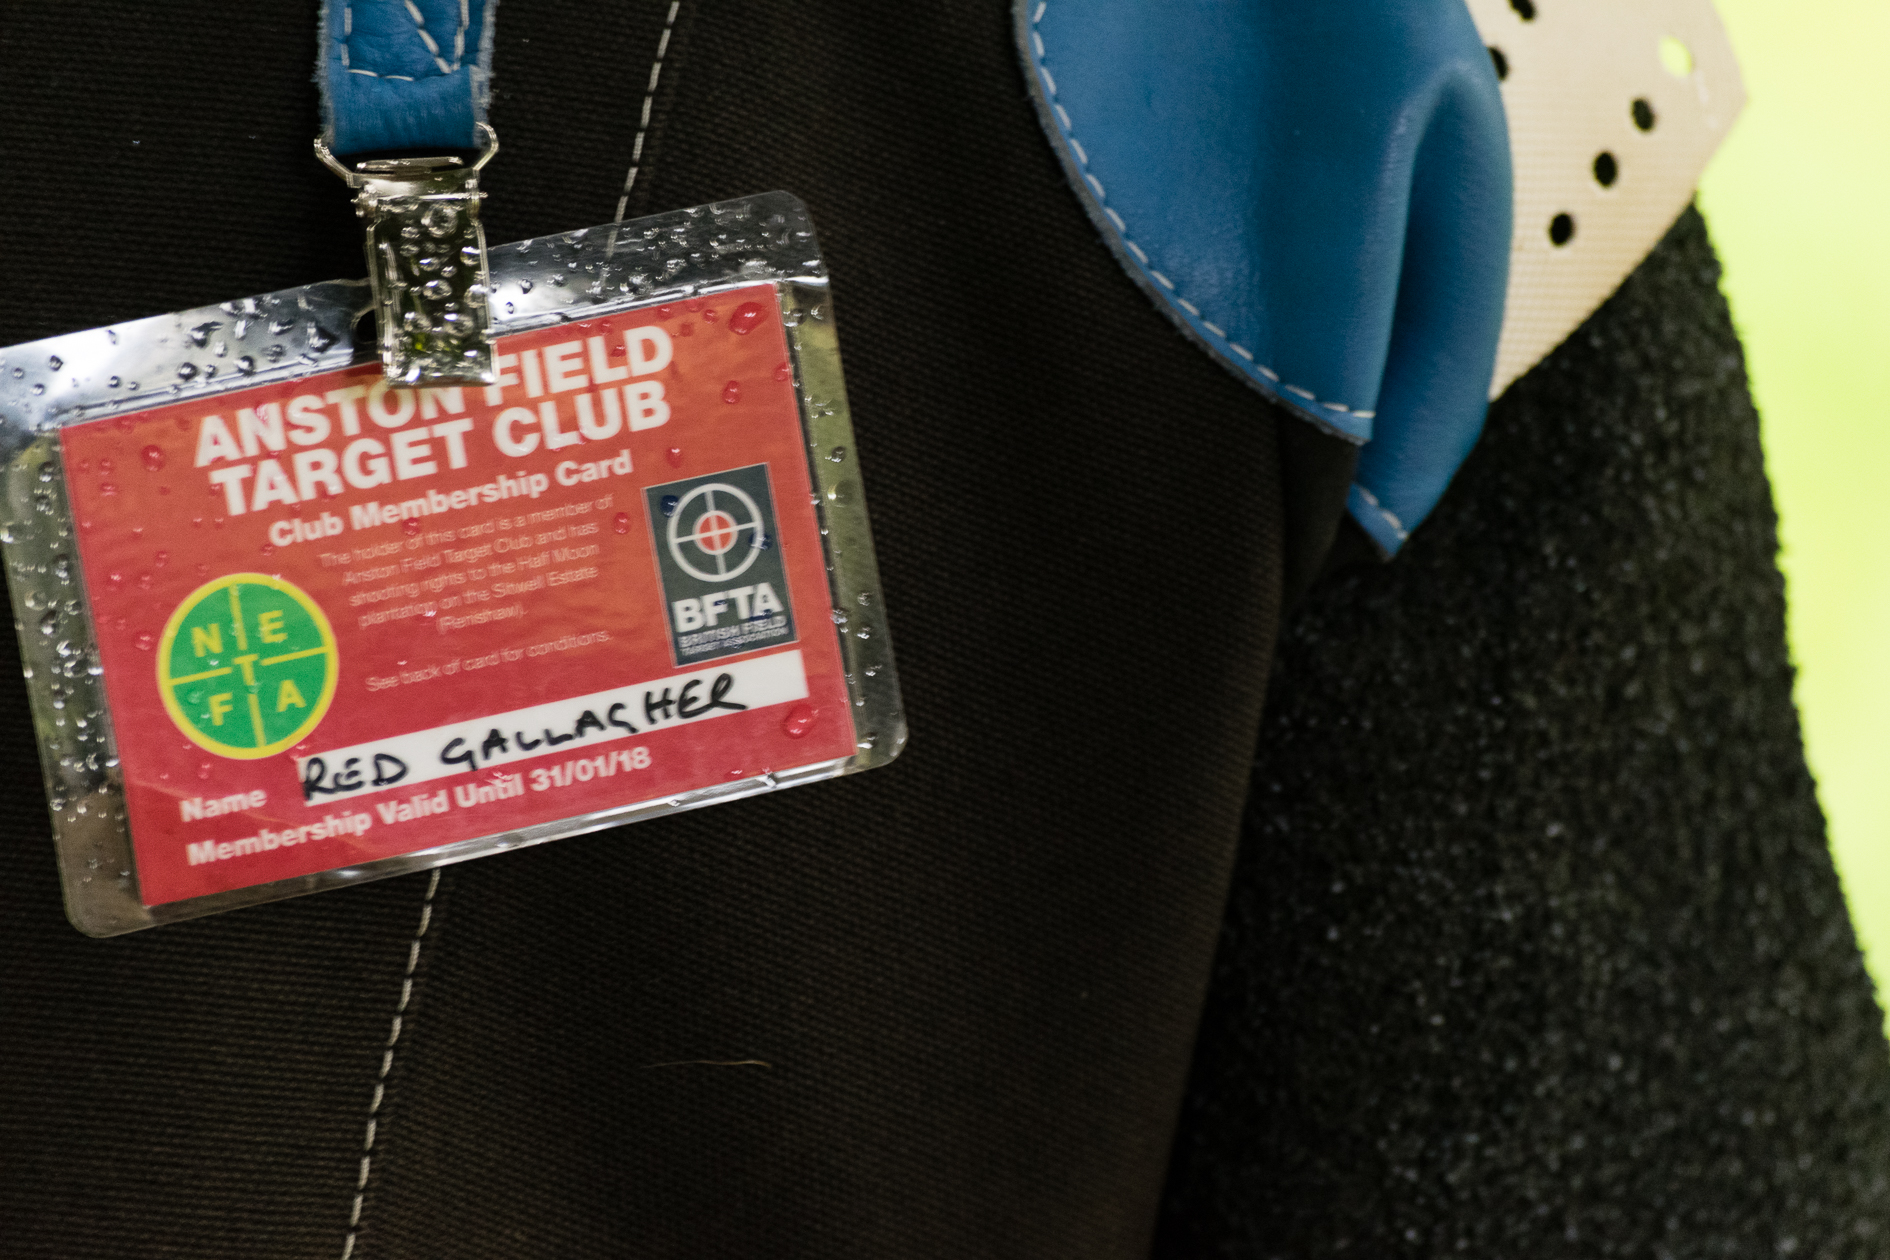 ANSTON FIELD
TARGET CLUB
Club Membership Card
The holder of this card is a member of
Anston Field Target Club and has
shooting rights to the Half Moon
plantation on the Sitwell Estate
(Renishaw).
See back of card for conditions.
BFTA
BRITISH FIELD
TARGET ASSOCIATION
N E
T
F A
Name RED GALLAGHER
Membership Valid Until 31/01/18